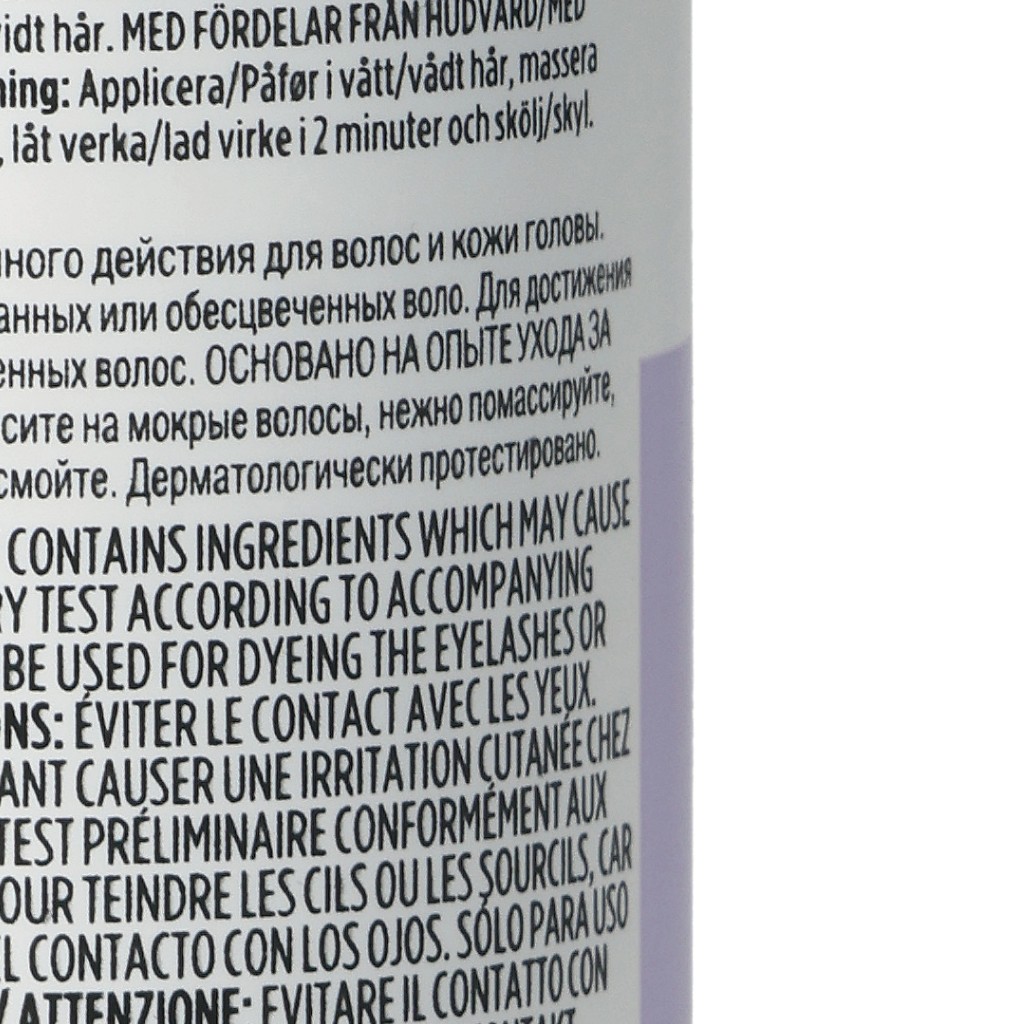 vidt hår. MED FÖRDELAR FRÅN HUDVÅRD/MED
ning: Applicera/Påfør i vått/vådt hår, massera
, låt verka/lad virke i 2 minuter och skölj/skyl.
ного действия для волос и кожи головы.
анных или обесцвеченных воло. Для достижения
енных волос. ОСНОВАНО НА ОПЫТЕ УХОДА ЗА
сите на мокрые волосы, нежно помассируйте,
смойте. Дерматологически протестировано.
CONTAINS INGREDIENTS WHICH MAY CAUSE
RY TEST ACCORDING TO ACCOMPANYING
BE USED FOR DYEING THE EYELASHES OR
NS: ÉVITER LE CONTACT AVEC LES YEUX.
ANT CAUSER UNE IRRITATION CUTANÉE CHEZ
TEST PRÉLIMINAIRE CONFORMÉMENT AUX
OUR TEINDRE LES CILS OU LES SOURCILS, CAR
EL CONTACTO CON LOS OJOS. SÓLO PARA USO
/ ATTENZIONE: EVITARE IL CONTATTO CON